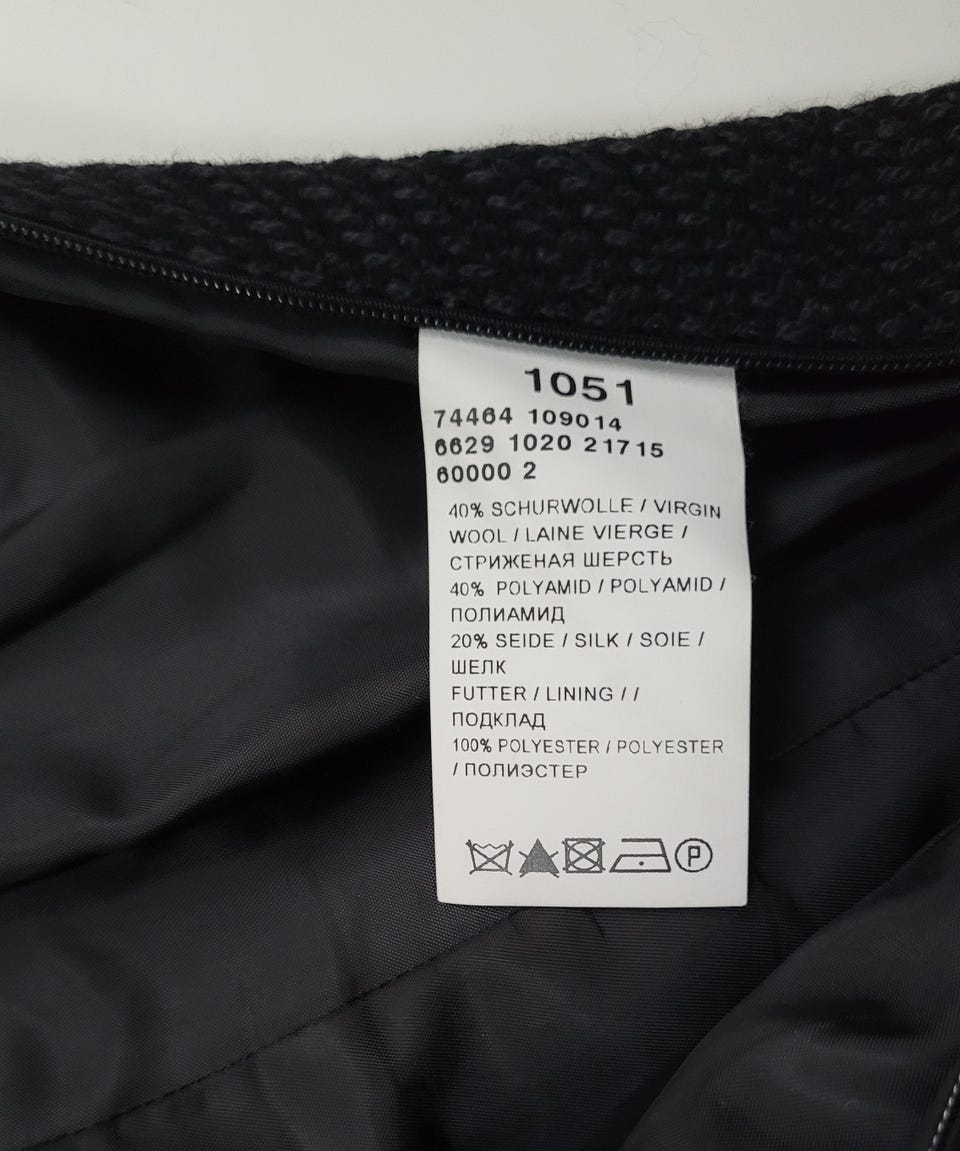 1051
74464 109014
6629 1020 21715
60000 2
40% SCHURWOLLE / VIRGIN
WOOL / LAINE VIERGE /
СТРИЖЕНАЯ ШЕРСТЬ
40% POLYAMID / POLYAMID /
ПОЛИАМИД
20% SEIDE / SILK / SOIE /
ШЕЛК
FUTTER / LINING / /
ПОДКЛАД
100% POLYESTER / POLYESTER
/ ПОЛИЭСТЕР
P